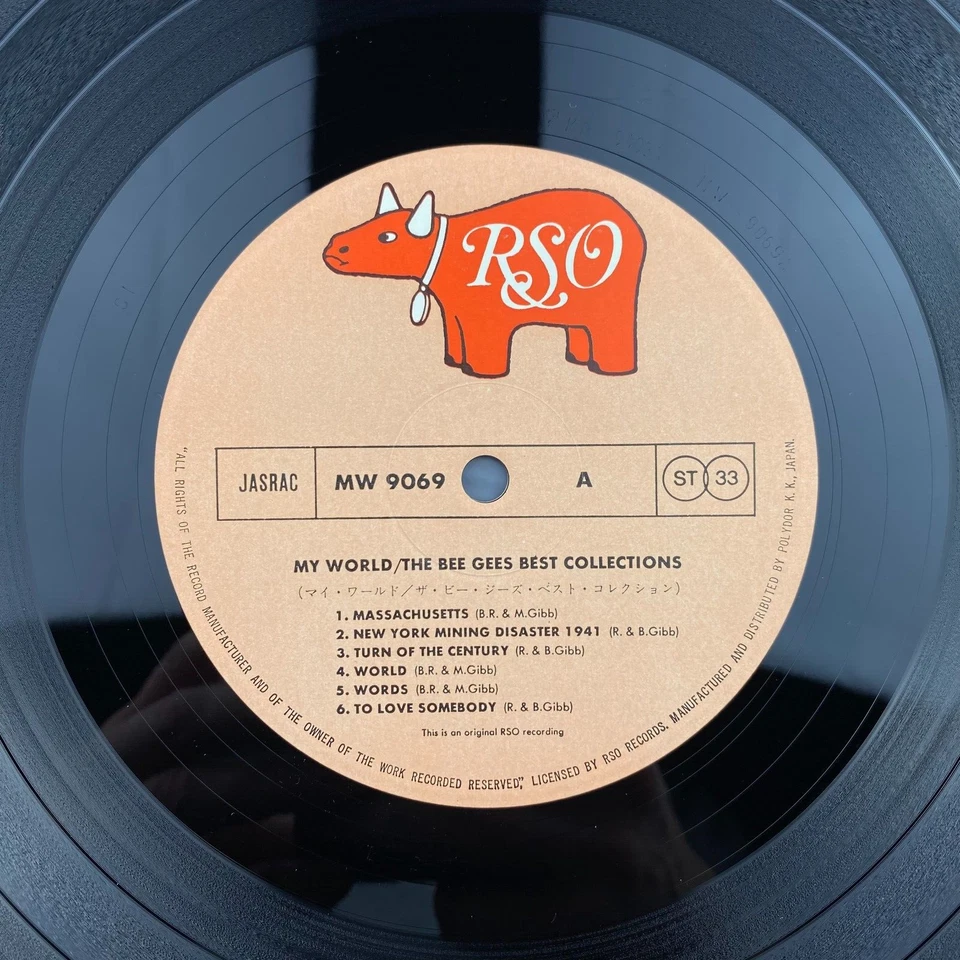 RSO
JASRAC
MW 9069
A
ST 33
MY WORLD/THE BEE GEES BEST COLLECTIONS
(マイ・ワールド/ザ・ビー・ジーズ・ベスト・コレクション)
1. MASSACHUSETTS (B.R. & M.Gibb)
2. NEW YORK MINING DISASTER 1941 (R. & B.Gibb)
3. TURN OF THE CENTURY (R. & B.Gibb)
4. WORLD (B.R. & M.Gibb)
5. WORDS (B.R. & M.Gibb)
6. TO LOVE SOMEBODY (R. & B.Gibb)
This is an original RSO recording
"ALL RIGHTS OF THE RECORD MANUFACTURER AND OF THE OWNER OF THE WORK RECORDED RESERVED", LICENSED BY RSO RECORDS. MANUFACTURED AND DISTRIBUTED BY POLYDOR K. K., JAPAN.